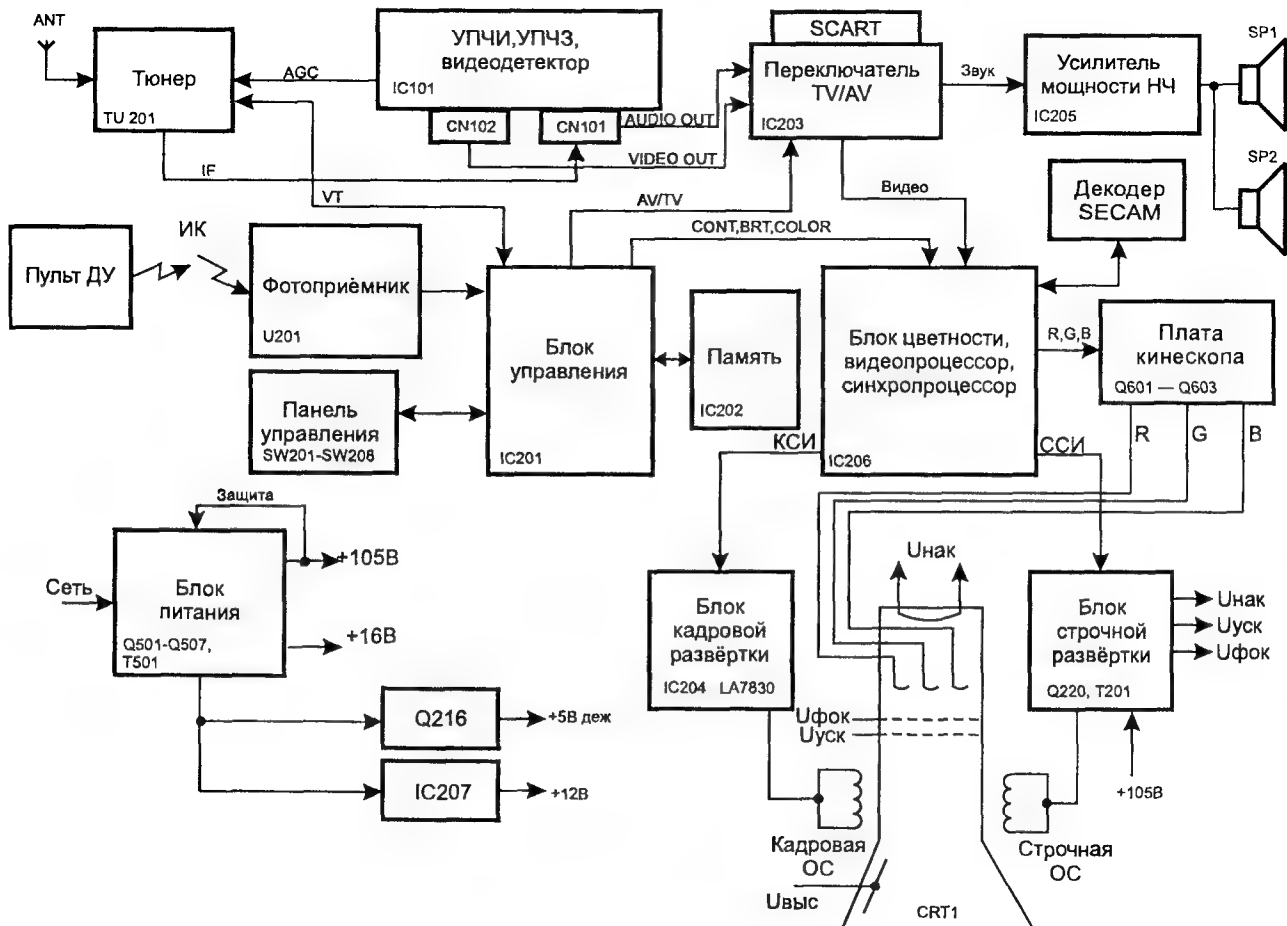 ANT
Тюнер
TU 201
AGC
УПЧИ,УПЧЗ,
видеодетектор
IC101
CN102
CN101
AUDIO OUT
VIDEO OUT
IF
VT
SCART
Переключатель
TV/AV
IC203
Звук
Усилитель
мощности НЧ
IC205
SP1
SP2
AV/TV
Видео
CONT,BRT,COLOR
Декодер
SECAM
Пульт ДУ
ИК
Фотоприёмник
U201
Блок
управления
IC201
Память
IC202
Панель
управления
SW201-SW208
Блок цветности,
видеопроцессор,
синхропроцессор
IC206
R,G,B
Плата
кинескопа
Q601 — Q603
R
G
B
КСИ
ССИ
Защита
Сеть
Блок
питания
Q501-Q507,
T501
+105В
+16В
Q216
+5В деж
IC207
+12В
Блок
кадровой
развёртки
IC204 LA7830
Uнак
Блок
строчной
развёртки
Q220, T201
Uнак
Uуск
Uфок
Uфок
Uуск
+105В
Кадровая
ОС
Строчная
ОС
Uвыс
CRT1